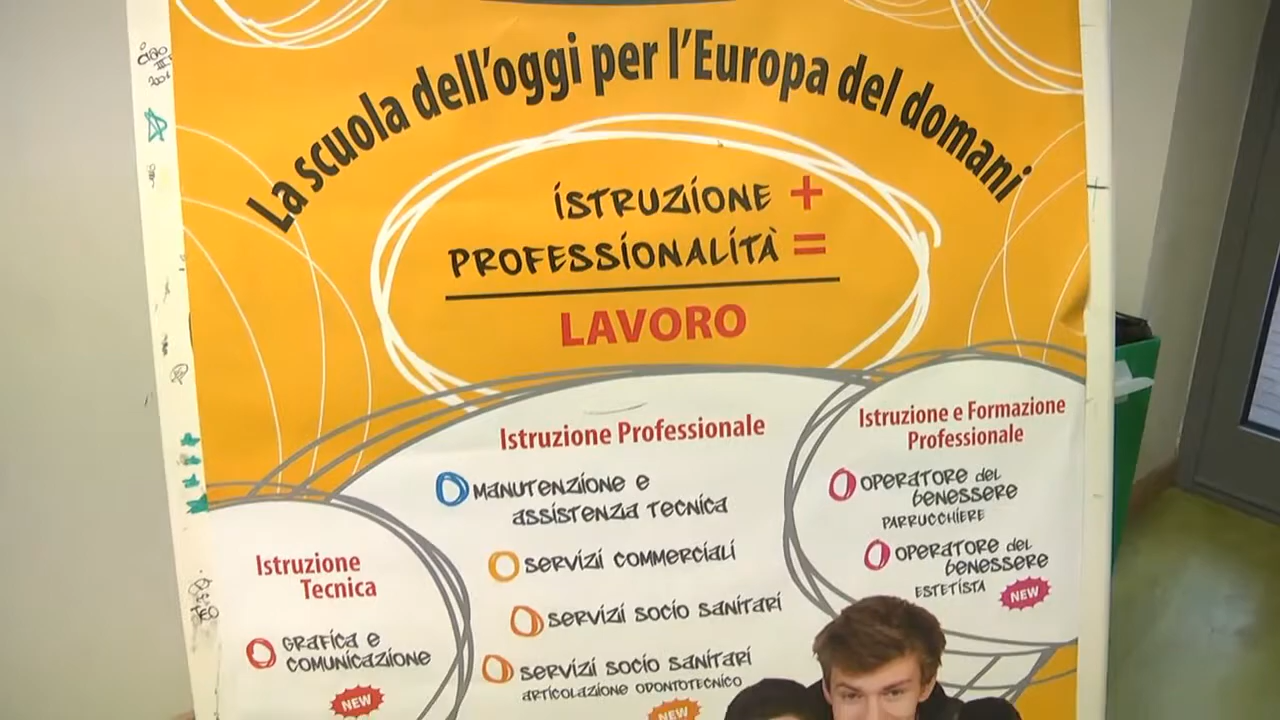 La scuola dell'oggi per l'Europa del domani
ISTRUZIONE +
PROFESSIONALITÀ =
LAVORO
Istruzione Professionale
MANUTENZIONE e
assistenza tecnica
servizi commerciali
servizi socio sanitari
servizi socio sanitari
articolazione odontotecnico
NEW
Istruzione e Formazione
Professionale
OPERATORE del
benessere
PARRUCCHIERE
OPERATORE del
benessere
ESTETISTA
NEW
Istruzione
Tecnica
GRAFICA e
COMUNICAZIONE
NEW